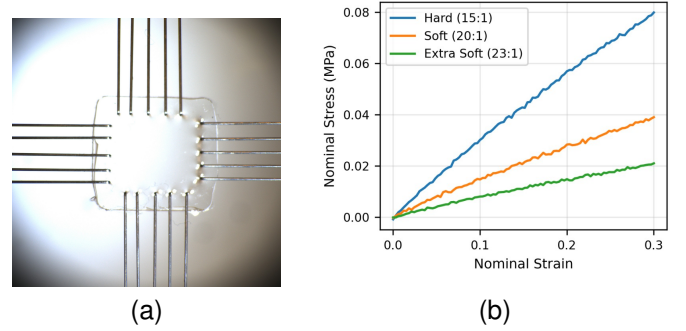 0.08
0.06
0.04
0.02
0.00
Nominal Stress (MPa)
Hard (15:1)
Soft (20:1)
Extra Soft (23:1)
0.0 0.1 0.2 0.3
Nominal Strain
(a) (b)